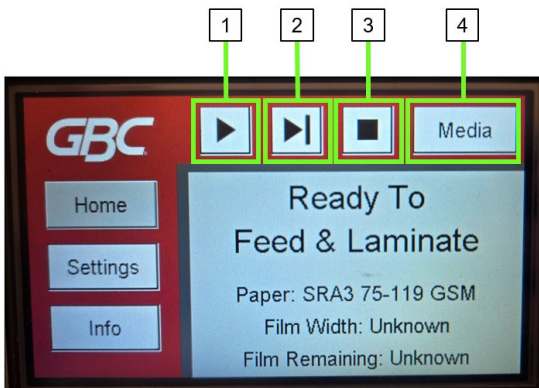 1 2 3 4
GBC
Media
Home
Settings
Info
Ready To
Feed & Laminate
Paper: SRA3 75-119 GSM
Film Width: Unknown
Film Remaining: Unknown